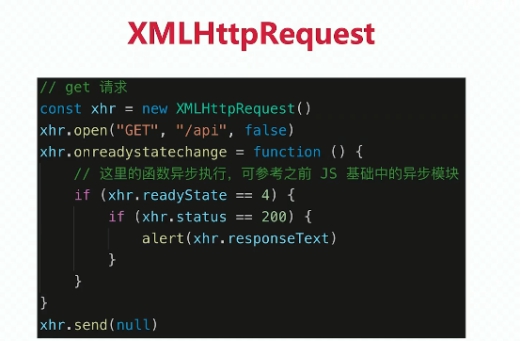 XMLHttpRequest
// get 请求
const xhr = new XMLHttpRequest()
xhr.open("GET", "/api", false)
xhr.onreadystatechange = function () {
    // 这里的函数异步执行，可参考之前 JS 基础中的异步模块
    if (xhr.readyState == 4) {
        if (xhr.status == 200) {
            alert(xhr.responseText)
        }
    }
}
xhr.send(null)